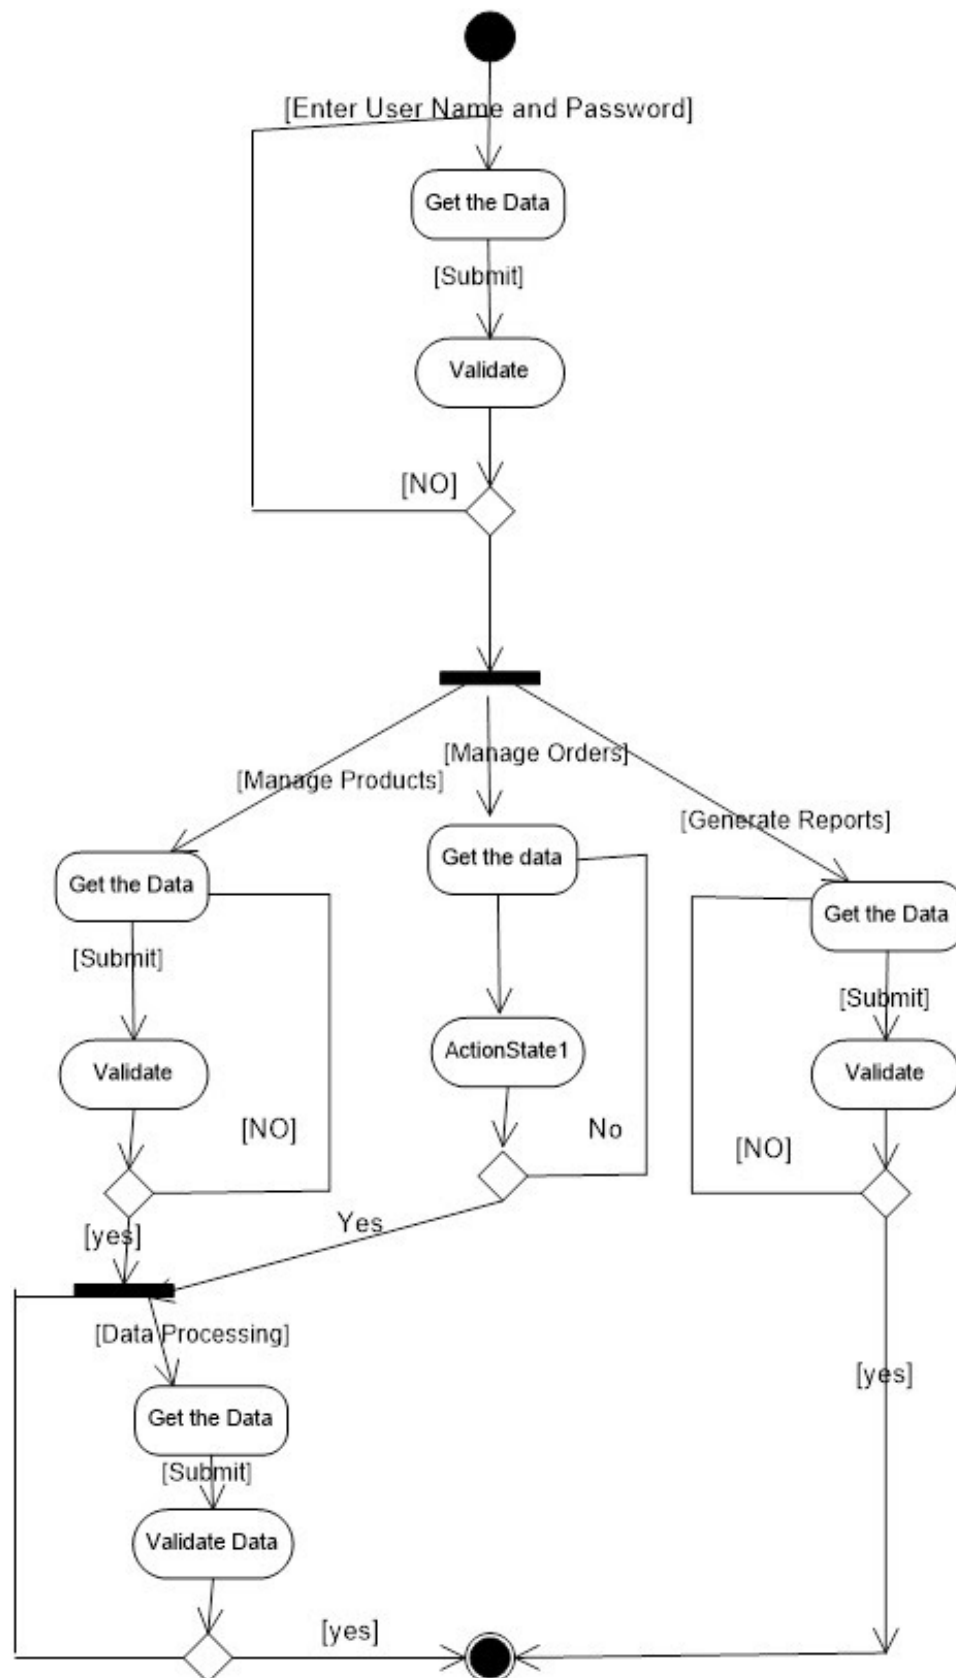 [Enter User Name and Password]
Get the Data
[Submit]
Validate
[NO]
[Manage Orders]
[Manage Products]
[Generate Reports]
Get the data
Get the Data
Get the Data
[Submit]
[Submit]
ActionState1
Validate
Validate
[NO]
No
[NO]
[yes]
Yes
[Data Processing]
[yes]
Get the Data
[Submit]
Validate Data
[yes]